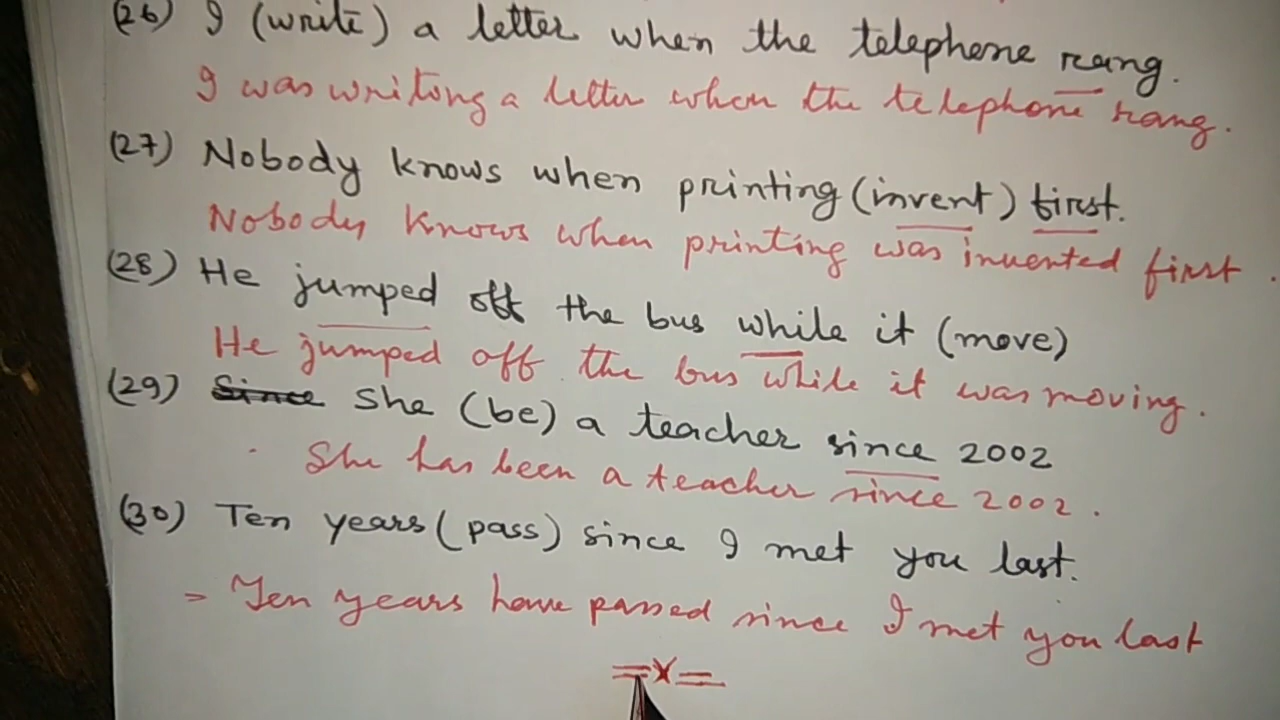 (26) I (write) a letter when the telephone rang.
I was writing a letter when the telephone rang.
(27) Nobody knows when printing (invent) first.
Nobody knows when printing was invented first.
(28) He jumped off the bus while it (move)
He jumped off the bus while it was moving.
(29) Since She (be) a teacher since 2002
She has been a teacher since 2002.
(30) Ten years (pass) since I met you last.
= Ten years have passed since I met you last
=x=